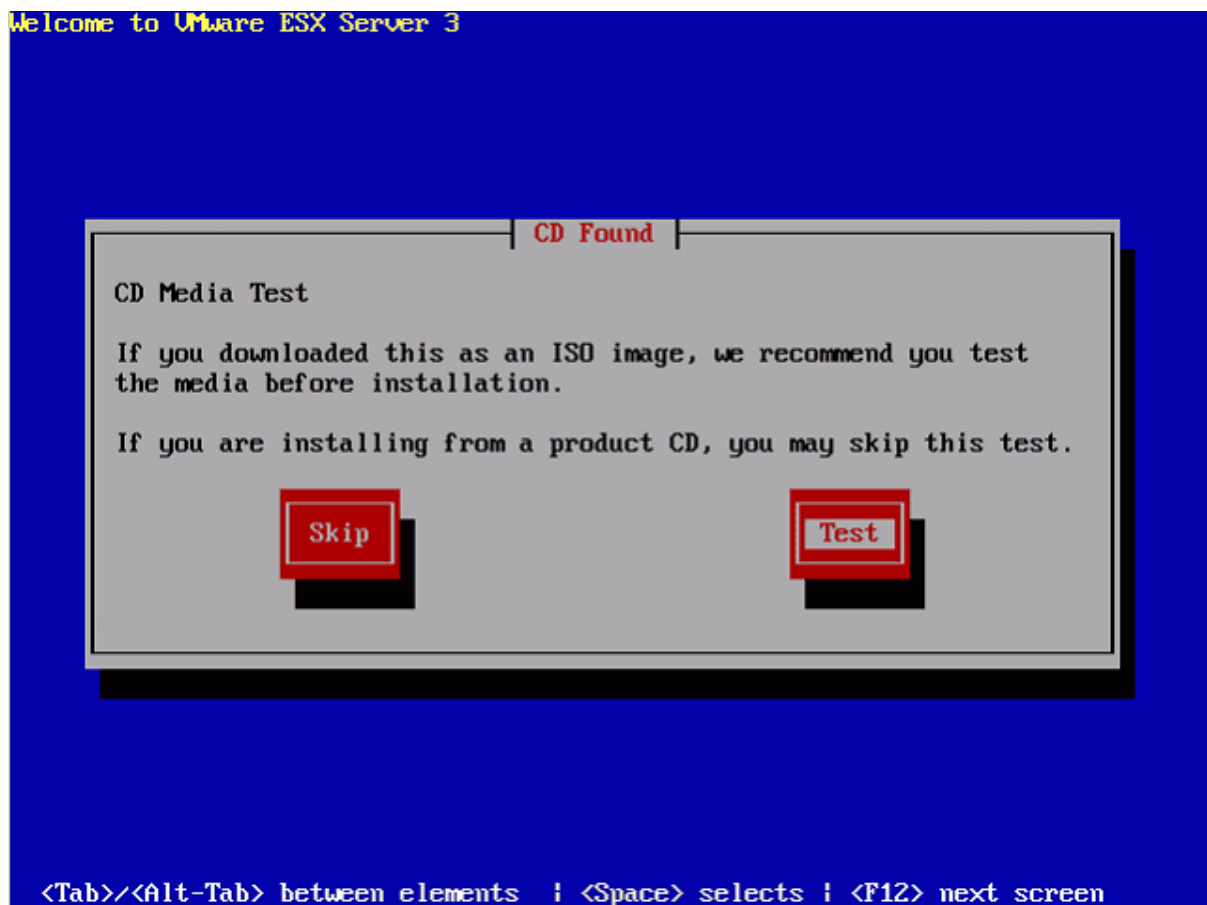 Welcome to VMware ESX Server 3
CD Found
CD Media Test
If you downloaded this as an ISO image, we recommend you test
the media before installation.
If you are installing from a product CD, you may skip this test.
Skip
Test
<Tab>/<Alt-Tab> between elements | <Space> selects | <F12> next screen